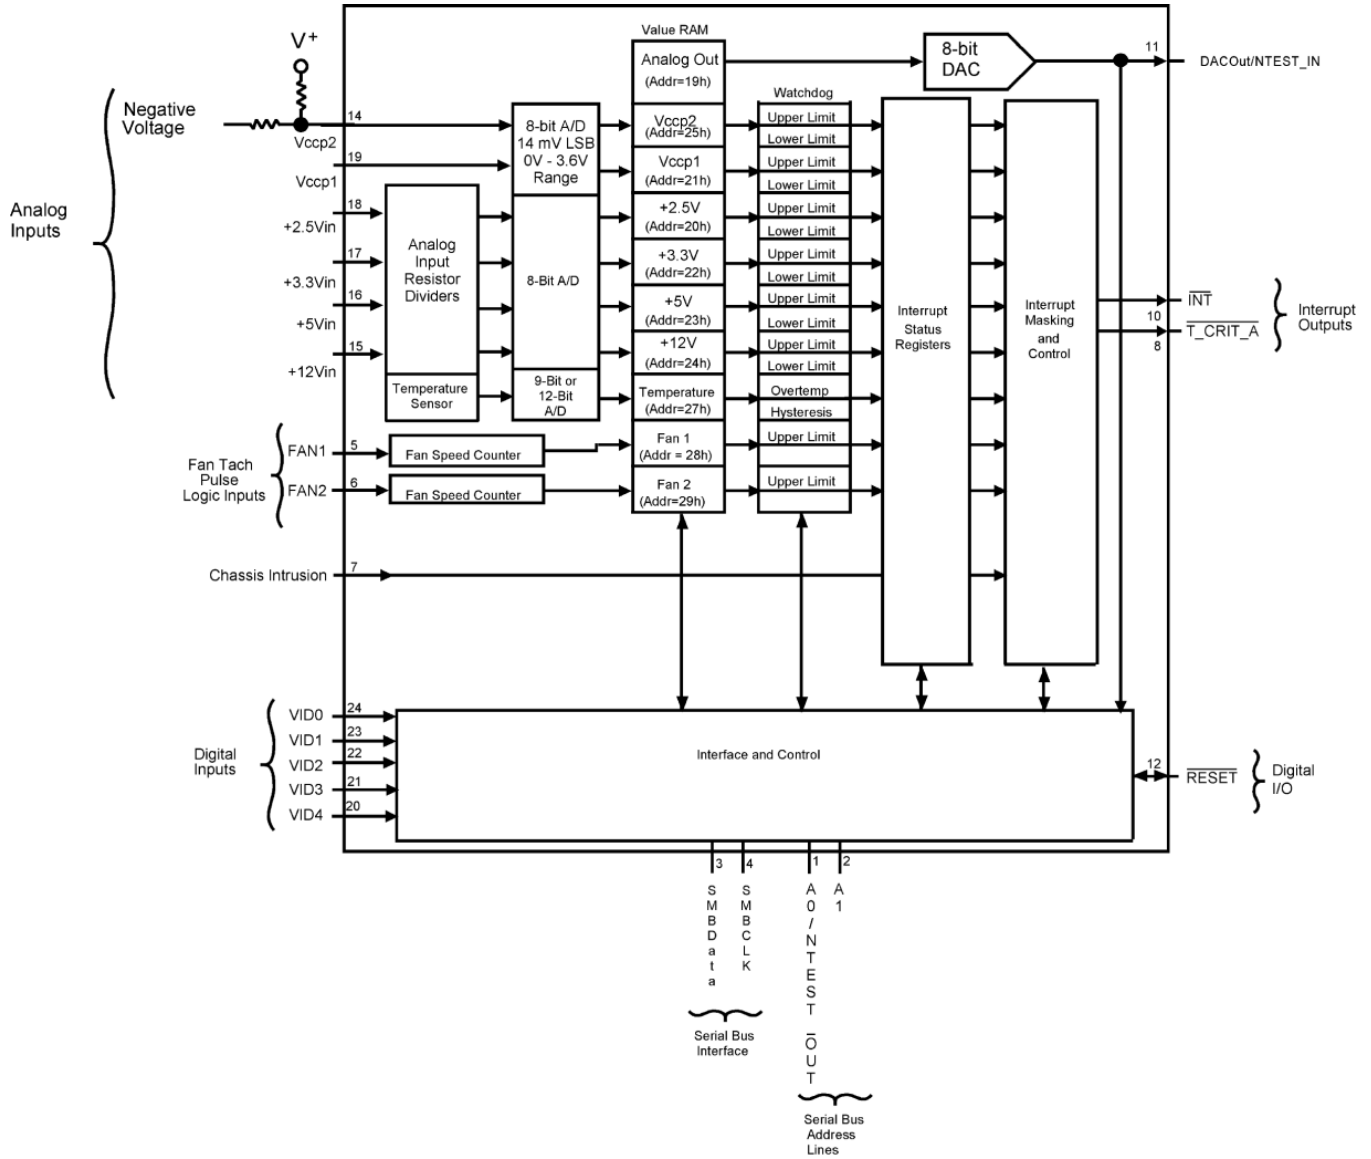 Value RAM
V+
Analog Out
(Addr=19h)
8-bit
DAC
11
DACOut/NTEST_IN
Negative
Voltage
14
Vccp2
19
Vccp1
8-bit A/D
14 mV LSB
0V - 3.6V
Range
Vccp2
(Addr=25h)
Vccp1
(Addr=21h)
+2.5V
(Addr=20h)
+3.3V
(Addr=22h)
+5V
(Addr=23h)
+12V
(Addr=24h)
Temperature
(Addr=27h)
Fan 1
(Addr = 28h)
Fan 2
(Addr=29h)
Watchdog
Upper Limit
Lower Limit
Upper Limit
Lower Limit
Upper Limit
Lower Limit
Upper Limit
Lower Limit
Upper Limit
Lower Limit
Upper Limit
Lower Limit
Overtemp
Hysteresis
Upper Limit
Upper Limit
Analog
Inputs
18
+2.5Vin
17
+3.3Vin
16
+5Vin
15
+12Vin
Analog
Input
Resistor
Dividers
8-Bit A/D
Temperature
Sensor
9-Bit or
12-Bit
A/D
Interrupt
Status
Registers
Interrupt
Masking
and
Control
INT
10
T_CRIT_A
8
Interrupt
Outputs
Fan Tach
Pulse
Logic Inputs
FAN1
5
Fan Speed Counter
FAN2
6
Fan Speed Counter
Chassis Intrusion
7
Digital
Inputs
VID0
24
VID1
23
VID2
22
VID3
21
VID4
20
Interface and Control
12
RESET
Digital
I/O
3
4
1
2
SMBData
SMBCLK
A0/NTEST_OUT
A1
Serial Bus
Interface
Serial Bus
Address
Lines